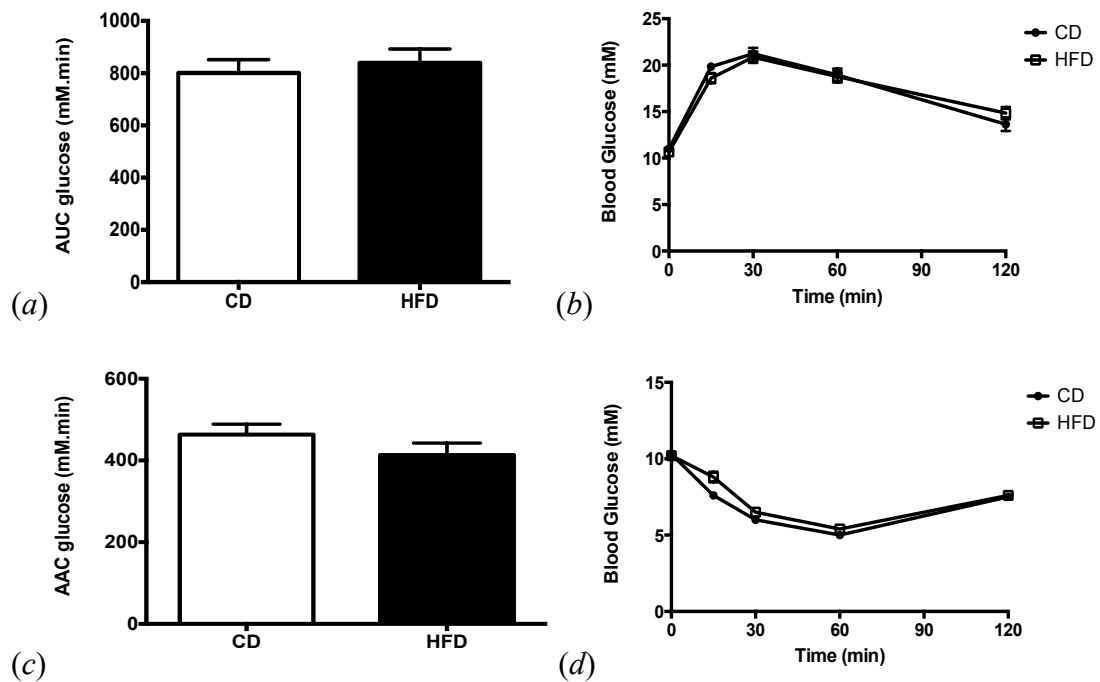 AUC glucose (mM.min)
1000
800
600
400
200
0
CD HFD
(a)
Blood Glucose (mM)
25
20
15
10
5
0
0 30 60 90 120
Time (min)
CD
HFD
(b)
AAC glucose (mM.min)
600
400
200
0
CD HFD
(c)
Blood Glucose (mM)
15
10
5
0
0 30 60 90 120
Time (min)
CD
HFD
(d)